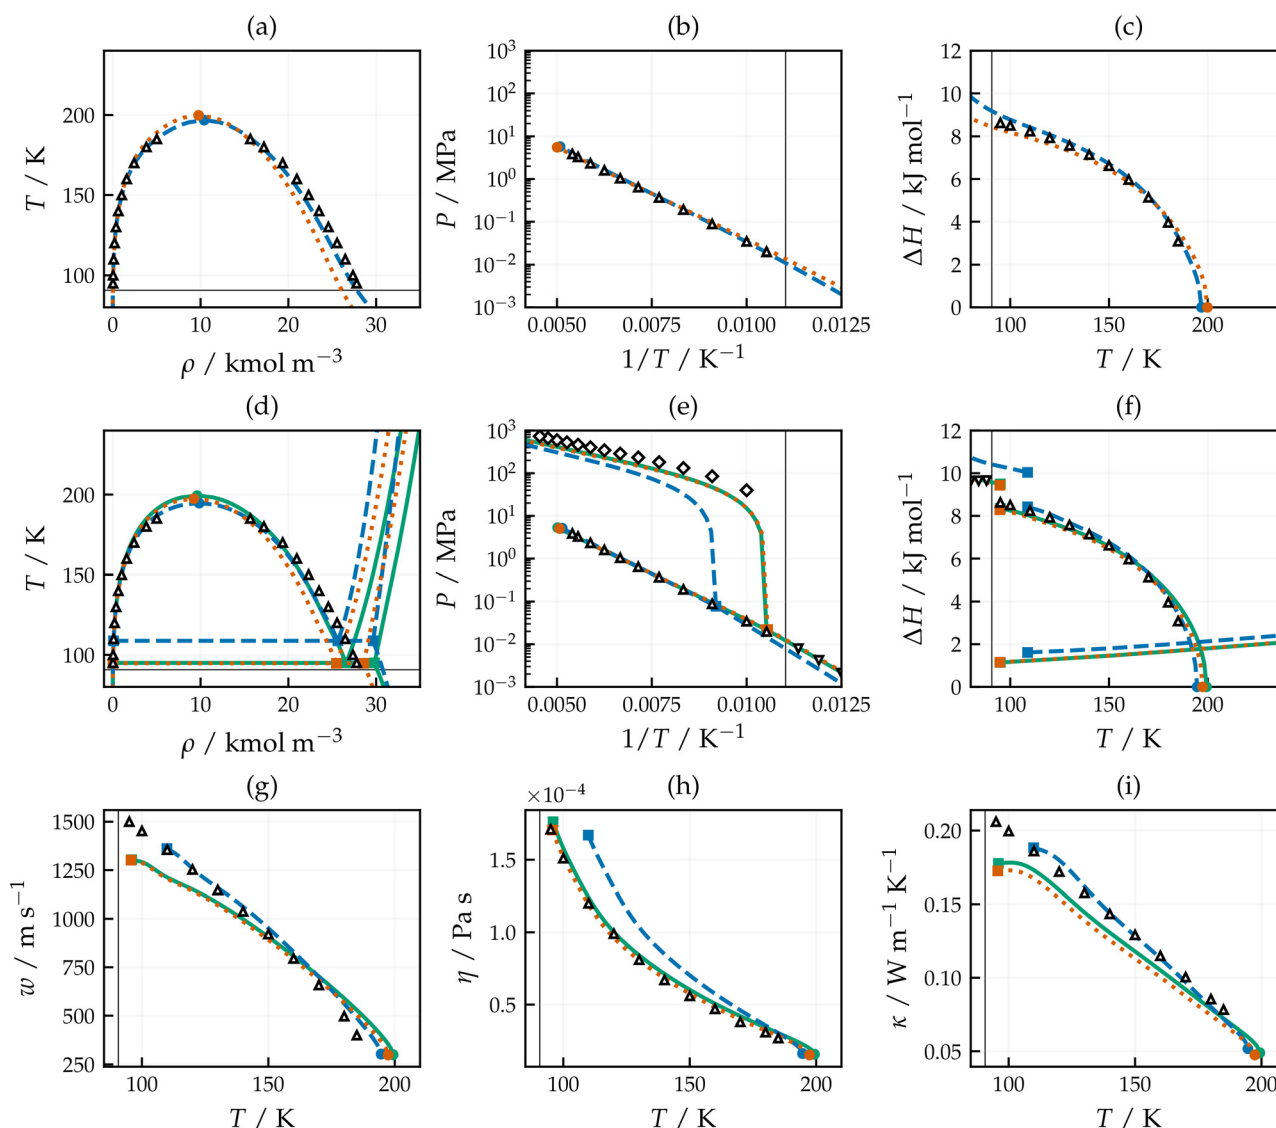 (a) (b) (c)
T / K
200
150
100
0 10 20 30
ρ / kmol m⁻³
P / MPa
10³
10²
10¹
10⁰
10⁻¹
10⁻²
10⁻³
0.0050 0.0075 0.0100 0.0125
1/T / K⁻¹
ΔH / kJ mol⁻¹
12
10
8
6
4
2
0
100 150 200
T / K
(d) (e) (f)
T / K
200
150
100
0 10 20 30
ρ / kmol m⁻³
P / MPa
10³
10²
10¹
10⁰
10⁻¹
10⁻²
10⁻³
0.0050 0.0075 0.0100 0.0125
1/T / K⁻¹
ΔH / kJ mol⁻¹
12
10
8
6
4
2
0
100 150 200
T / K
(g) (h) (i)
w / m s⁻¹
1500
1250
1000
750
500
250
100 150 200
T / K
×10⁻⁴
η / Pa s
1.5
1.0
0.5
100 150 200
T / K
κ / W m⁻¹ K⁻¹
0.20
0.15
0.10
0.05
100 150 200
T / K